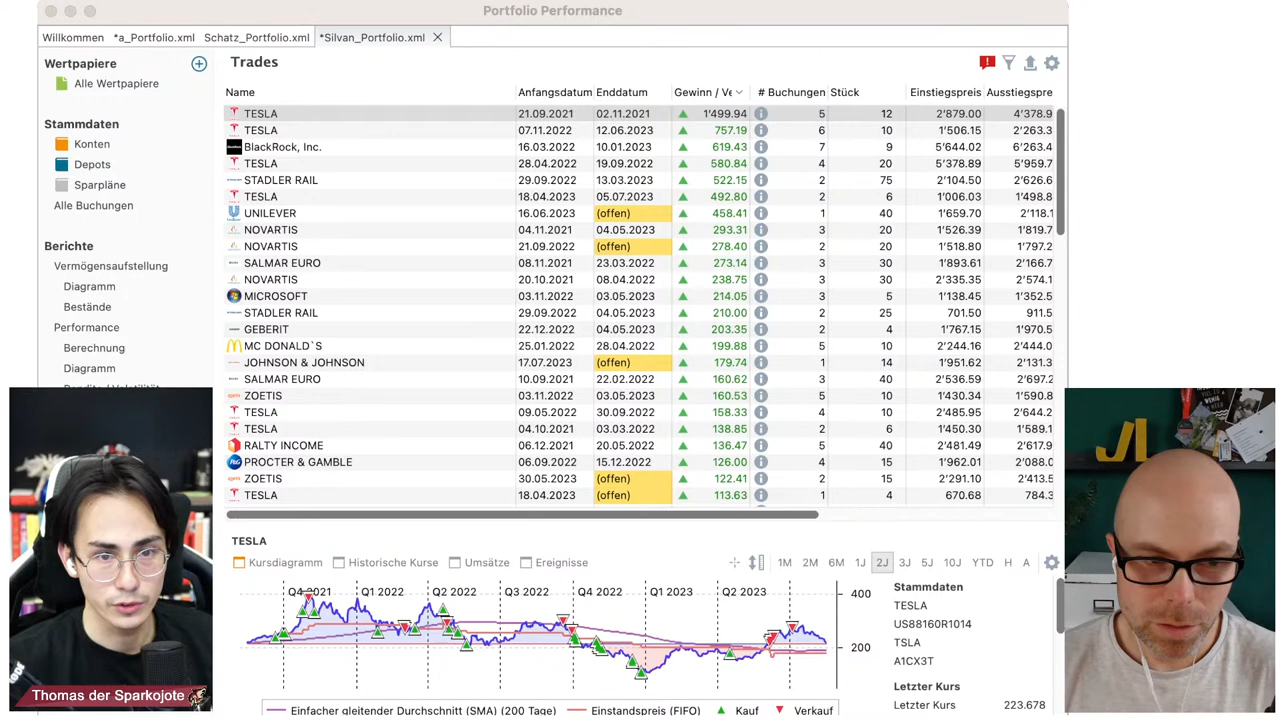 Portfolio Performance
Willkommen *a_Portfolio.xml Schatz_Portfolio.xml *Silvan_Portfolio.xml
Wertpapiere
Alle Wertpapiere
Stammdaten
Konten
Depots
Sparpläne
Alle Buchungen
Berichte
Vermögensaufstellung
Diagramm
Bestände
Performance
Berechnung
Diagramm
Rendite / Volatilität
Trades
Name Anfangsdatum Enddatum Gewinn / Ve # Buchungen Stück Einstiegspreis Ausstiegspre
TESLA 21.09.2021 02.11.2021 1'499.94 5 12 2'879.00 4'378.9
TESLA 07.11.2022 12.06.2023 757.19 6 10 1'506.15 2'263.3
BlackRock, Inc. 16.03.2022 10.01.2023 619.43 7 9 5'644.02 6'263.4
TESLA 28.04.2022 19.09.2022 580.84 4 20 5'378.89 5'959.7
STADLER RAIL 29.09.2022 13.03.2023 522.15 2 75 2'104.50 2'626.6
TESLA 18.04.2023 05.07.2023 492.80 2 6 1'006.03 1'498.8
UNILEVER 16.06.2023 (offen) 458.41 1 40 1'659.70 2'118.1
NOVARTIS 04.11.2021 04.05.2023 293.31 3 20 1'526.39 1'819.7
NOVARTIS 21.09.2022 (offen) 278.40 2 20 1'518.80 1'797.2
SALMAR EURO 08.11.2021 23.03.2022 273.14 3 30 1'893.61 2'166.7
NOVARTIS 20.10.2021 08.04.2022 238.75 3 30 2'335.35 2'574.1
MICROSOFT 03.11.2022 03.05.2023 214.05 3 5 1'138.45 1'352.5
STADLER RAIL 29.09.2022 04.05.2023 210.00 2 25 701.50 911.5
GEBERIT 22.12.2022 04.05.2023 203.35 2 4 1'767.15 1'970.5
MC DONALD`S 25.01.2022 28.04.2022 199.88 5 10 2'244.16 2'444.0
JOHNSON & JOHNSON 17.07.2023 (offen) 179.74 1 14 1'951.62 2'131.3
SALMAR EURO 10.09.2021 22.02.2022 160.62 3 40 2'536.59 2'697.2
ZOETIS 03.11.2022 03.05.2023 160.53 3 10 1'430.34 1'590.8
TESLA 09.05.2022 30.09.2022 158.33 4 10 2'485.95 2'644.2
TESLA 04.10.2021 03.03.2022 138.85 2 6 1'450.30 1'589.1
RALTY INCOME 06.12.2021 20.05.2022 136.47 5 40 2'481.49 2'617.9
PROCTER & GAMBLE 06.09.2022 15.12.2022 126.00 4 15 1'962.01 2'088.0
ZOETIS 30.05.2023 (offen) 122.41 2 15 2'291.10 2'413.5
TESLA 18.04.2023 (offen) 113.63 1 4 670.68 784.3
TESLA
Kursdiagramm Historische Kurse Umsätze Ereignisse 1M 2M 6M 1J 2J 3J 5J 10J YTD H A
Q4 2021 Q1 2022 Q2 2022 Q3 2022 Q4 2022 Q1 2023 Q2 2023
400
200
Einfacher gleitender Durchschnitt (SMA) (200 Tage) Einstandspreis (FIFO) Kauf Verkauf
Stammdaten
TESLA
US88160R1014
TSLA
A1CX3T
Letzter Kurs
Letzter Kurs 223.678
Thomas der Sparkojote